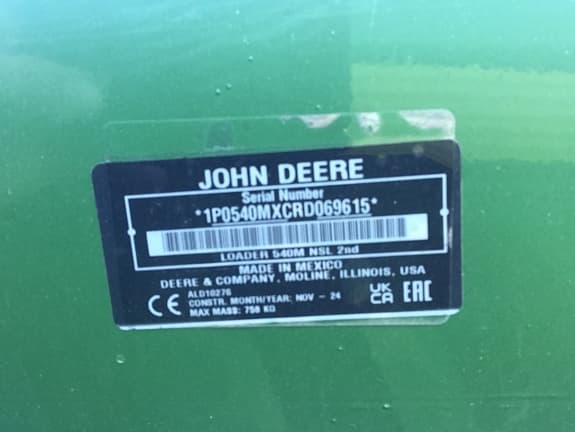 JOHN DEERE
Serial Number
*1P0540MXCRD069615*
LOADER 540M NSL 2nd
MADE IN MEXICO
DEERE & COMPANY, MOLINE, ILLINOIS, USA
ALD10276
CONSTR. MONTH/YEAR: NOV - 24
MAX MASS: 750 KG
CE
UK
CA
EAC